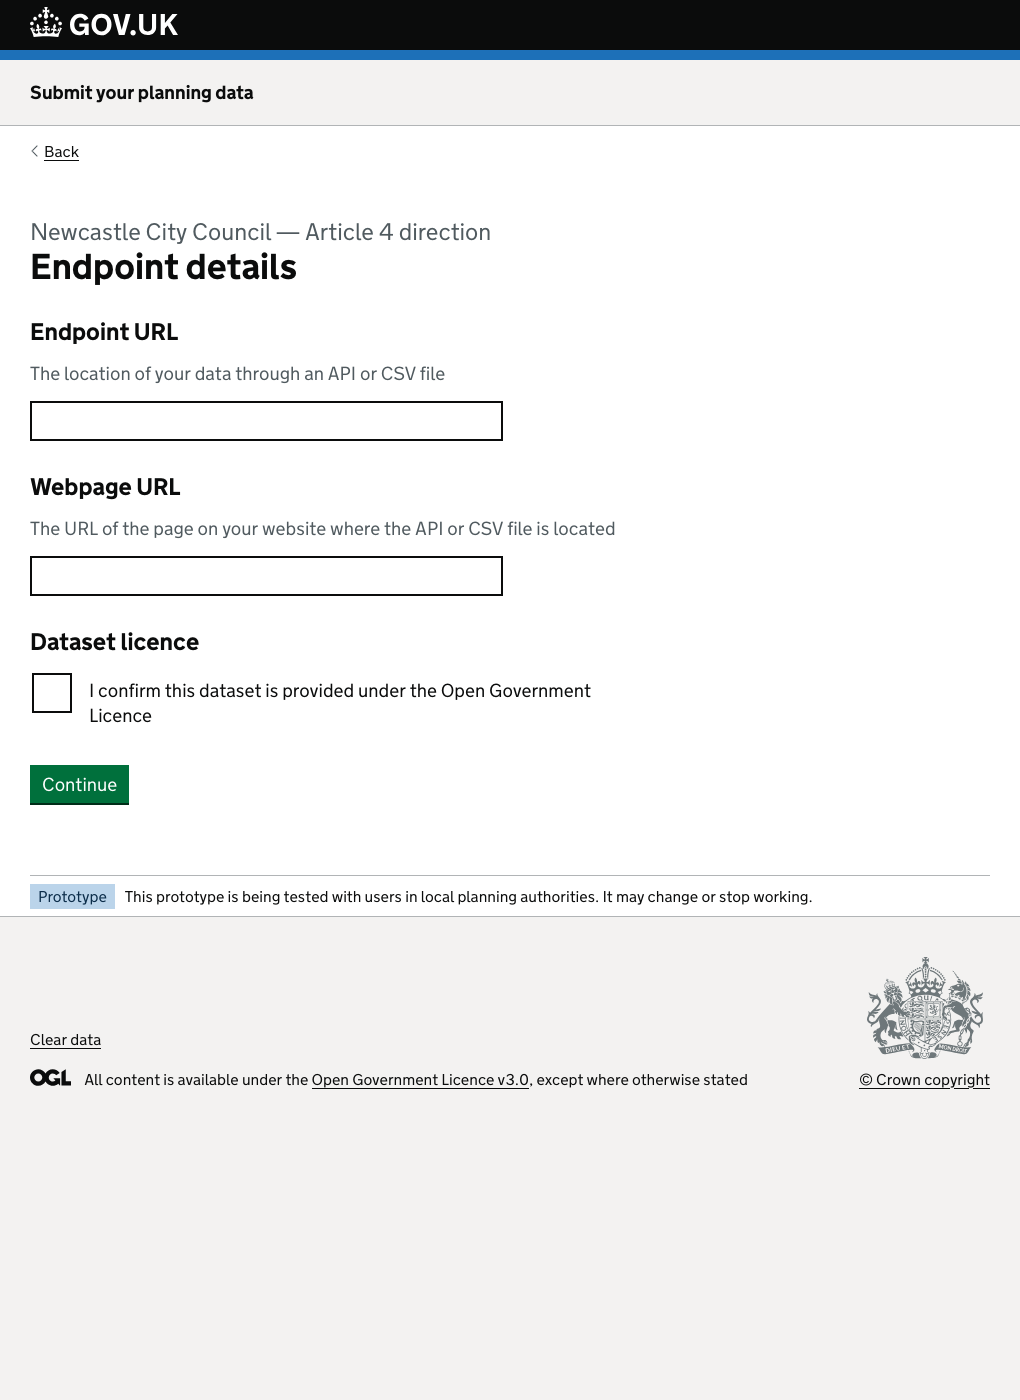 GOV.UK
Submit your planning data
Back
Newcastle City Council — Article 4 direction
Endpoint details
Endpoint URL
The location of your data through an API or CSV file
Webpage URL
The URL of the page on your website where the API or CSV file is located
Dataset licence
I confirm this dataset is provided under the Open Government
Licence
Continue
Prototype This prototype is being tested with users in local planning authorities. It may change or stop working.
Clear data
OGL All content is available under the Open Government Licence v3.0, except where otherwise stated
© Crown copyright